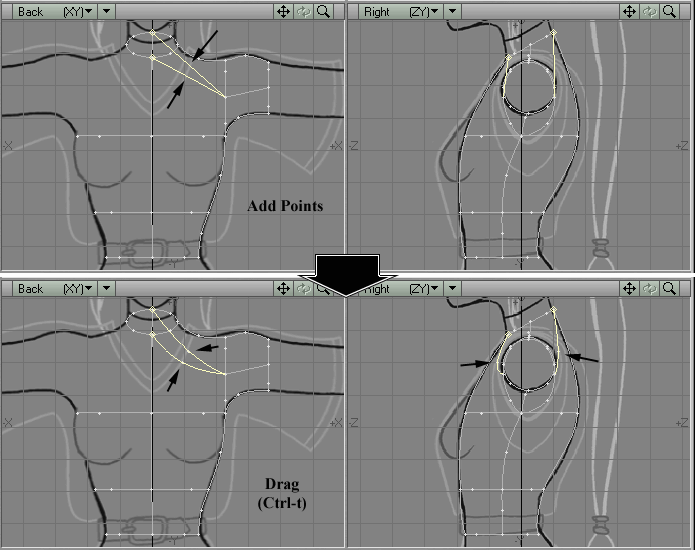 Back (XY) Right (ZY)
-X +X -Z +Z
Add Points
Back (XY) Right (ZY)
-X +X -Z +Z
Drag
(Ctrl-t)